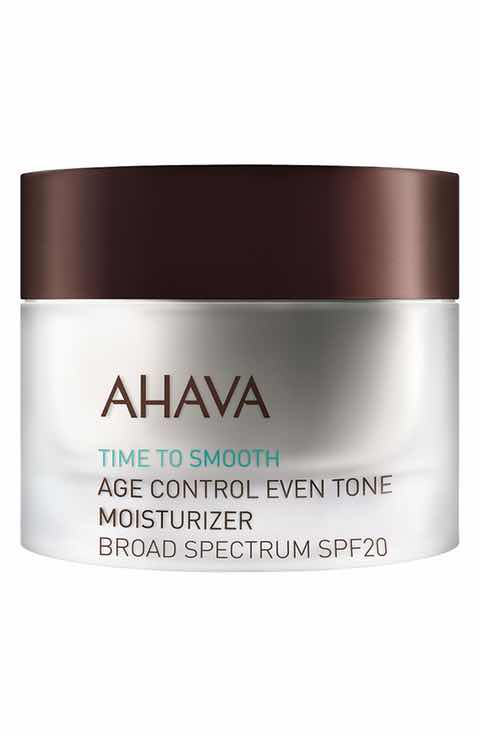 AHAVA
TIME TO SMOOTH
AGE CONTROL EVEN TONE
MOISTURIZER
BROAD SPECTRUM SPF20